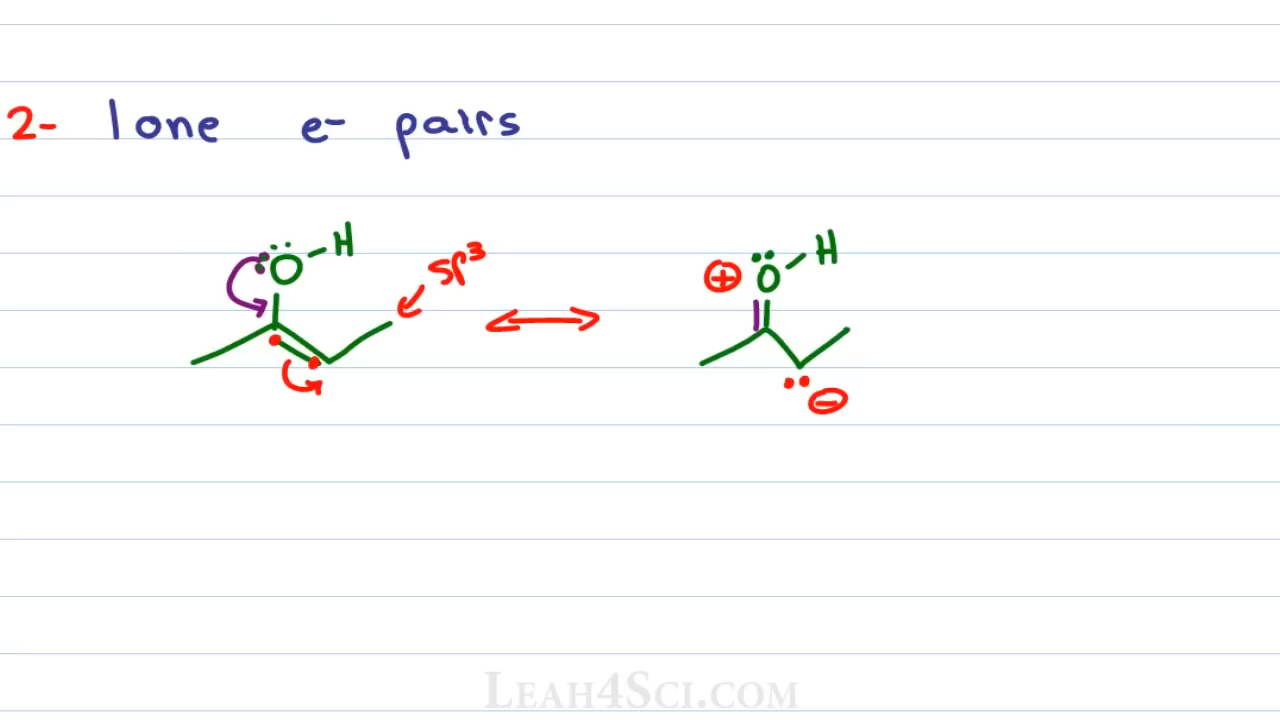 2- lone e- pairs
O - H
sp³
⊕ O - H
⊖
LEAH4SCI.COM